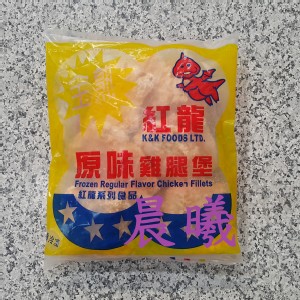 紅龍
K&K FOODS LTD.
原味雞腿堡
Frozen Regular Flavor Chicken Fillets
紅龍系列食品
晨曦